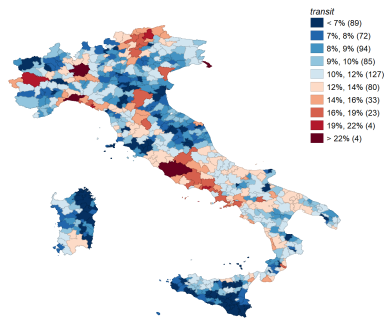 transit
< 7% (89)
7%, 8% (72)
8%, 9% (94)
9%, 10% (85)
10%, 12% (127)
12%, 14% (80)
14%, 16% (33)
16%, 19% (23)
19%, 22% (4)
> 22% (4)